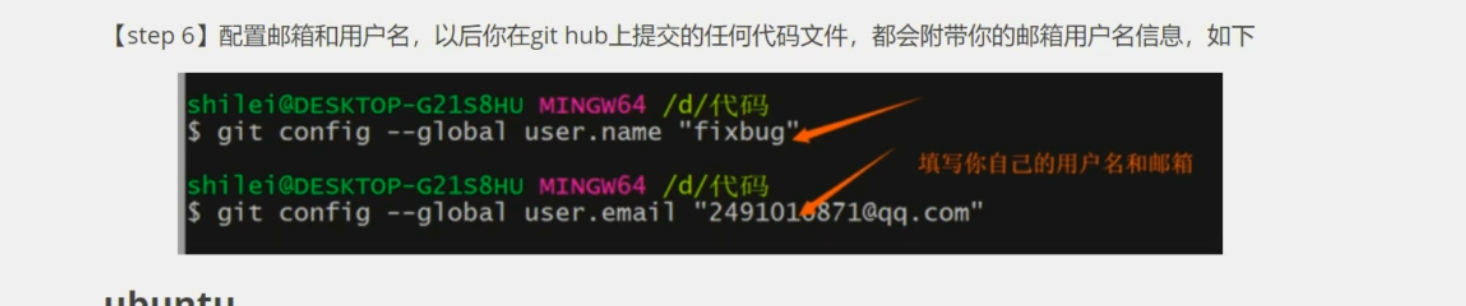 【step 6】配置邮箱和用户名，以后你在git hub上提交的任何代码文件，都会附带你的邮箱用户名信息，如下
shilei@DESKTOP-G21S8HU MINGW64 /d/代码
$ git config --global user.name "fixbug"
填写你自己的用户名和邮箱
shilei@DESKTOP-G21S8HU MINGW64 /d/代码
$ git config --global user.email "2491016871@qq.com"
ubuntu